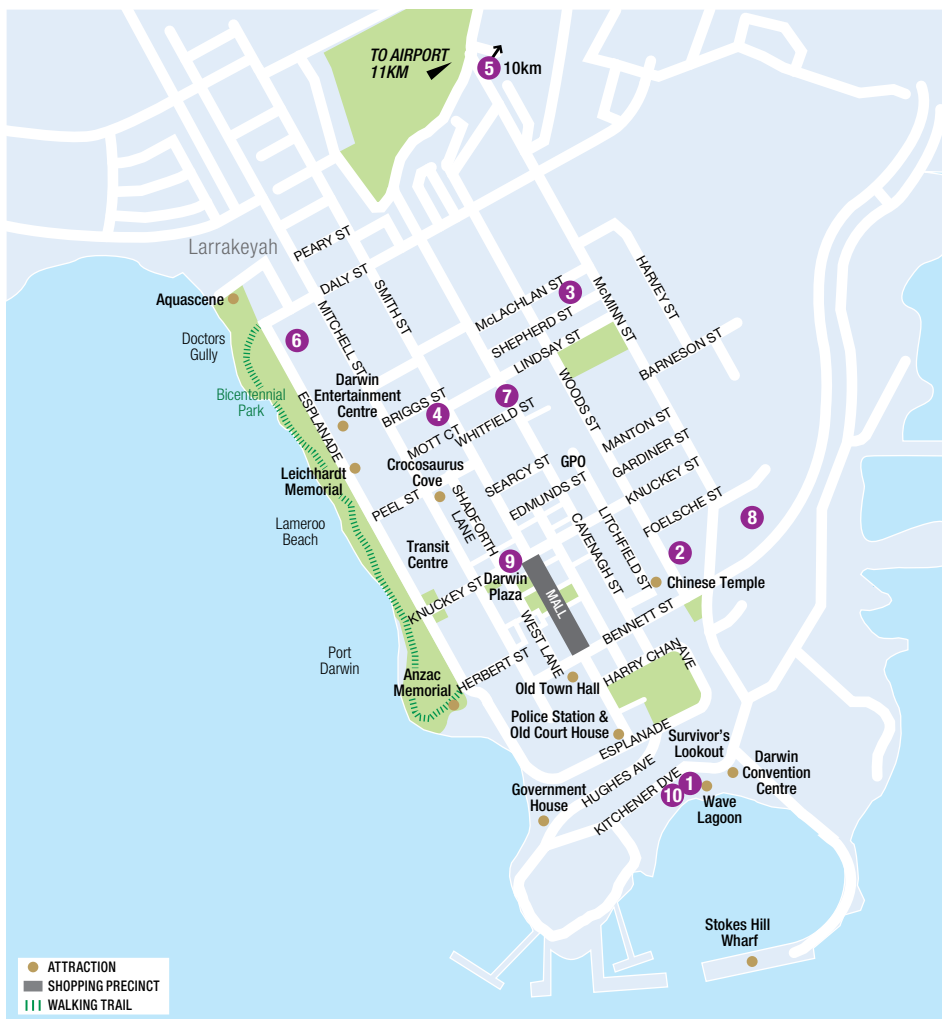 TO AIRPORT
11KM
5
10km
Larrakeyah
PEARY ST
HARVEY ST
DALY ST
SMITH ST
McLACHLAN ST
3
Aquascene
McMINN ST
MITCHELL ST
SHEPHERD ST
6
LINDSAY ST
Doctors
Gully
BARNESON ST
Darwin
Entertainment
Centre
Bicentennial
Park
ESPLANADE
BRIGGS ST
7
WOODS ST
4
WHITFIELD ST
MOTT CT
MANTON ST
Crocosaurus
Cove
SEARCY ST
GPO
GARDINER ST
Leichhardt
Memorial
KNUCKEY ST
PEEL ST
EDMUNDS ST
SHADFORTH
LANE
FOELSCHE ST
8
Lameroo
Beach
LITCHFIELD ST
CAVENAGH ST
Transit
Centre
9
2
Darwin
Plaza
Chinese Temple
KNUCKEY ST
MALL
BENNETT ST
WEST LANE
Port
Darwin
HERBERT ST
HARRY CHAN
AVE
Anzac
Memorial
Old Town Hall
Police Station &
Old Court House
ESPLANADE
Survivor's
Lookout
HUGHES AVE
Darwin
Convention
Centre
KITCHENER DVE
1
10
Government
House
Wave
Lagoon
Stokes Hill
Wharf
ATTRACTION
SHOPPING PRECINCT
WALKING TRAIL